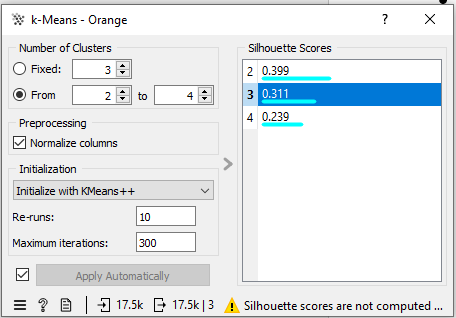 k-Means - Orange
Number of Clusters
Fixed: 3
From 2 to 4
Preprocessing
Normalize columns
Initialization
Initialize with KMeans++
Re-runs: 10
Maximum iterations: 300
Apply Automatically
Silhouette Scores
2 0.399
3 0.311
4 0.239
17.5k 17.5k | 3 Silhouette scores are not computed ...